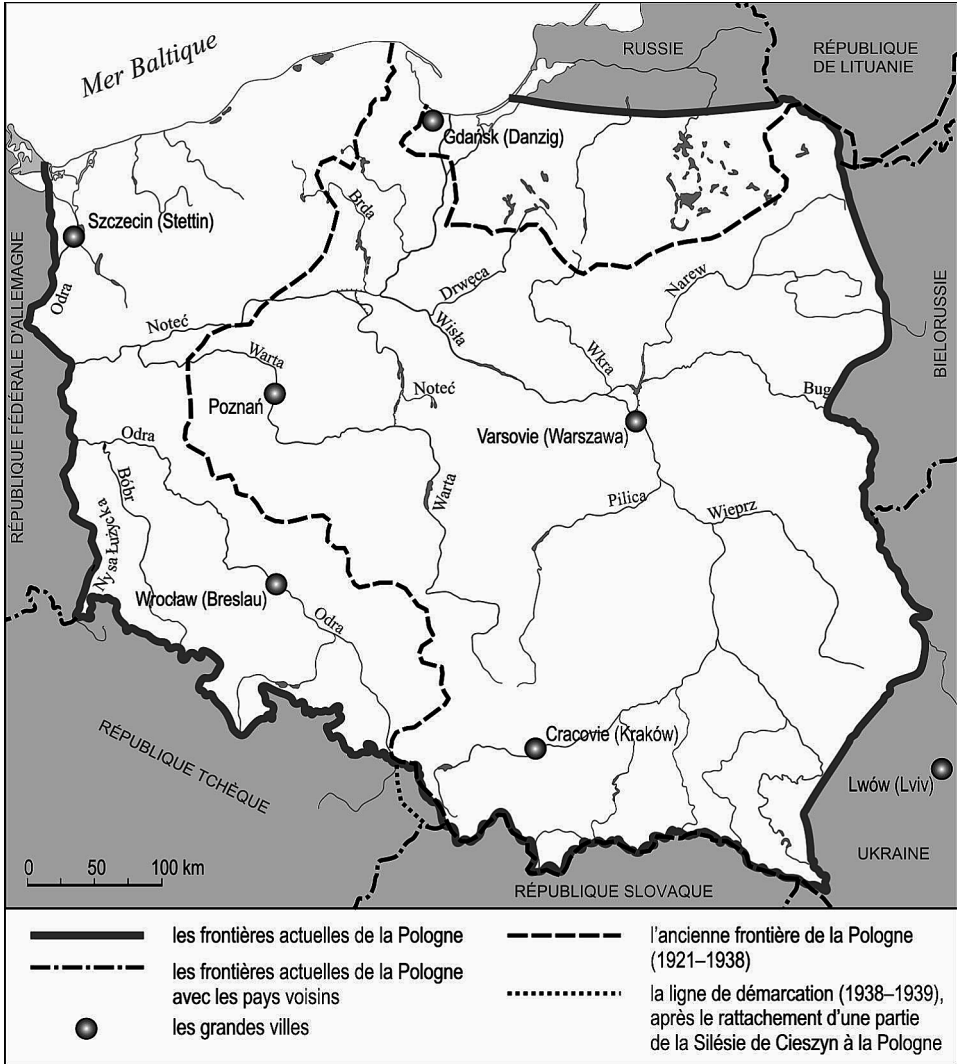 Mer Baltique
RUSSIE
RÉPUBLIQUE
DE LITUANIE
Gdańsk (Danzig)
Brda
Szczecin (Stettin)
Odra
Drwęca
Narew
RÉPUBLIQUE FÉDÉRALE D'ALLEMAGNE
BIELORUSSIE
Noteć
Wisła
Warta
Wkra
Noteć
Bug
Poznań
Varsovie (Warszawa)
Odra
Bóbr
Warta
Pilica
Wieprz
Nysa Łużycka
Wrocław (Breslau)
Odra
RÉPUBLIQUE TCHÈQUE
Cracovie (Kraków)
Lwów (Lviv)
UKRAINE
RÉPUBLIQUE SLOVAQUE
0 50 100 km
les frontières actuelles de la Pologne
les frontières actuelles de la Pologne
avec les pays voisins
les grandes villes
l'ancienne frontière de la Pologne
(1921–1938)
la ligne de démarcation (1938–1939),
après le rattachement d'une partie
de la Silésie de Cieszyn à la Pologne